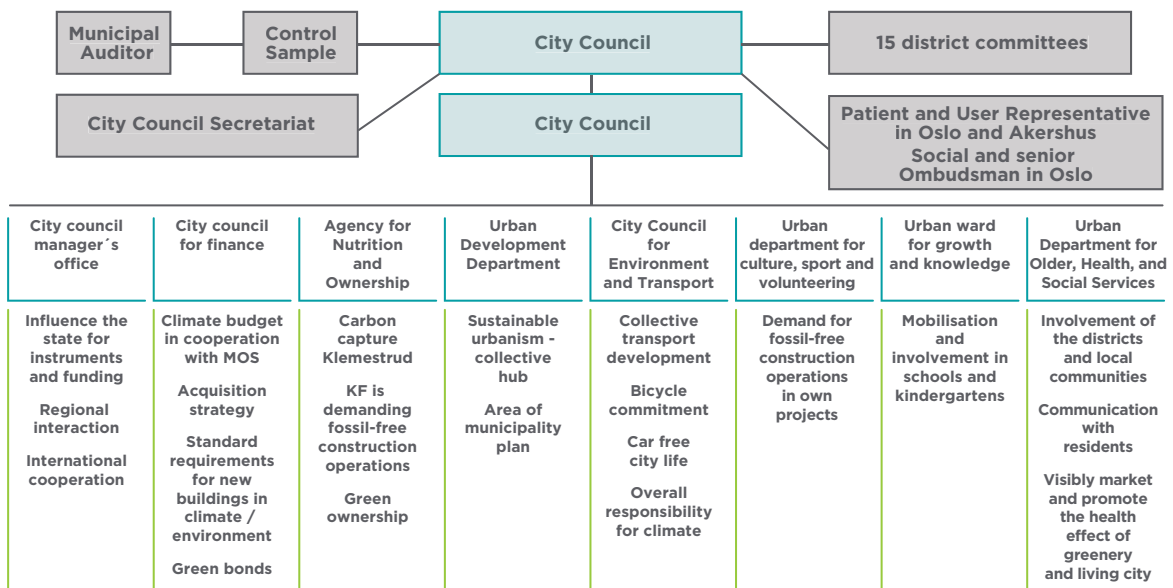 Municipal
Auditor
Control
Sample
City Council
15 district committees
City Council Secretariat
City Council
Patient and User Representative
in Oslo and Akershus
Social and senior
Ombudsman in Oslo
City council
manager´s
office
City council
for finance
Agency for
Nutrition
and
Ownership
Urban
Development
Department
City Council
for
Environment
and Transport
Urban
department for
culture, sport and
volunteering
Urban ward
for growth
and knowledge
Urban
Department for
Older, Health, and
Social Services
Influence the
state for
instruments
and funding
Regional
interaction
International
cooperation
Climate budget
in cooperation
with MOS
Acquisition
strategy
Standard
requirements
for new
buildings in
climate /
environment
Green bonds
Carbon
capture
Klemestrud
KF is
demanding
fossil-free
construction
operations
Green
ownership
Sustainable
urbanism -
collective
hub
Area of
municipality
plan
Collective
transport
development
Bicycle
commitment
Car free
city life
Overall
responsibility
for climate
Demand for
fossil-free
construction
operations
in own
projects
Mobilisation
and
involvement in
schools and
kindergartens
Involvement of
the districts
and local
communities
Communication
with
residents
Visibly market
and promote
the health
effect of
greenery
and living city